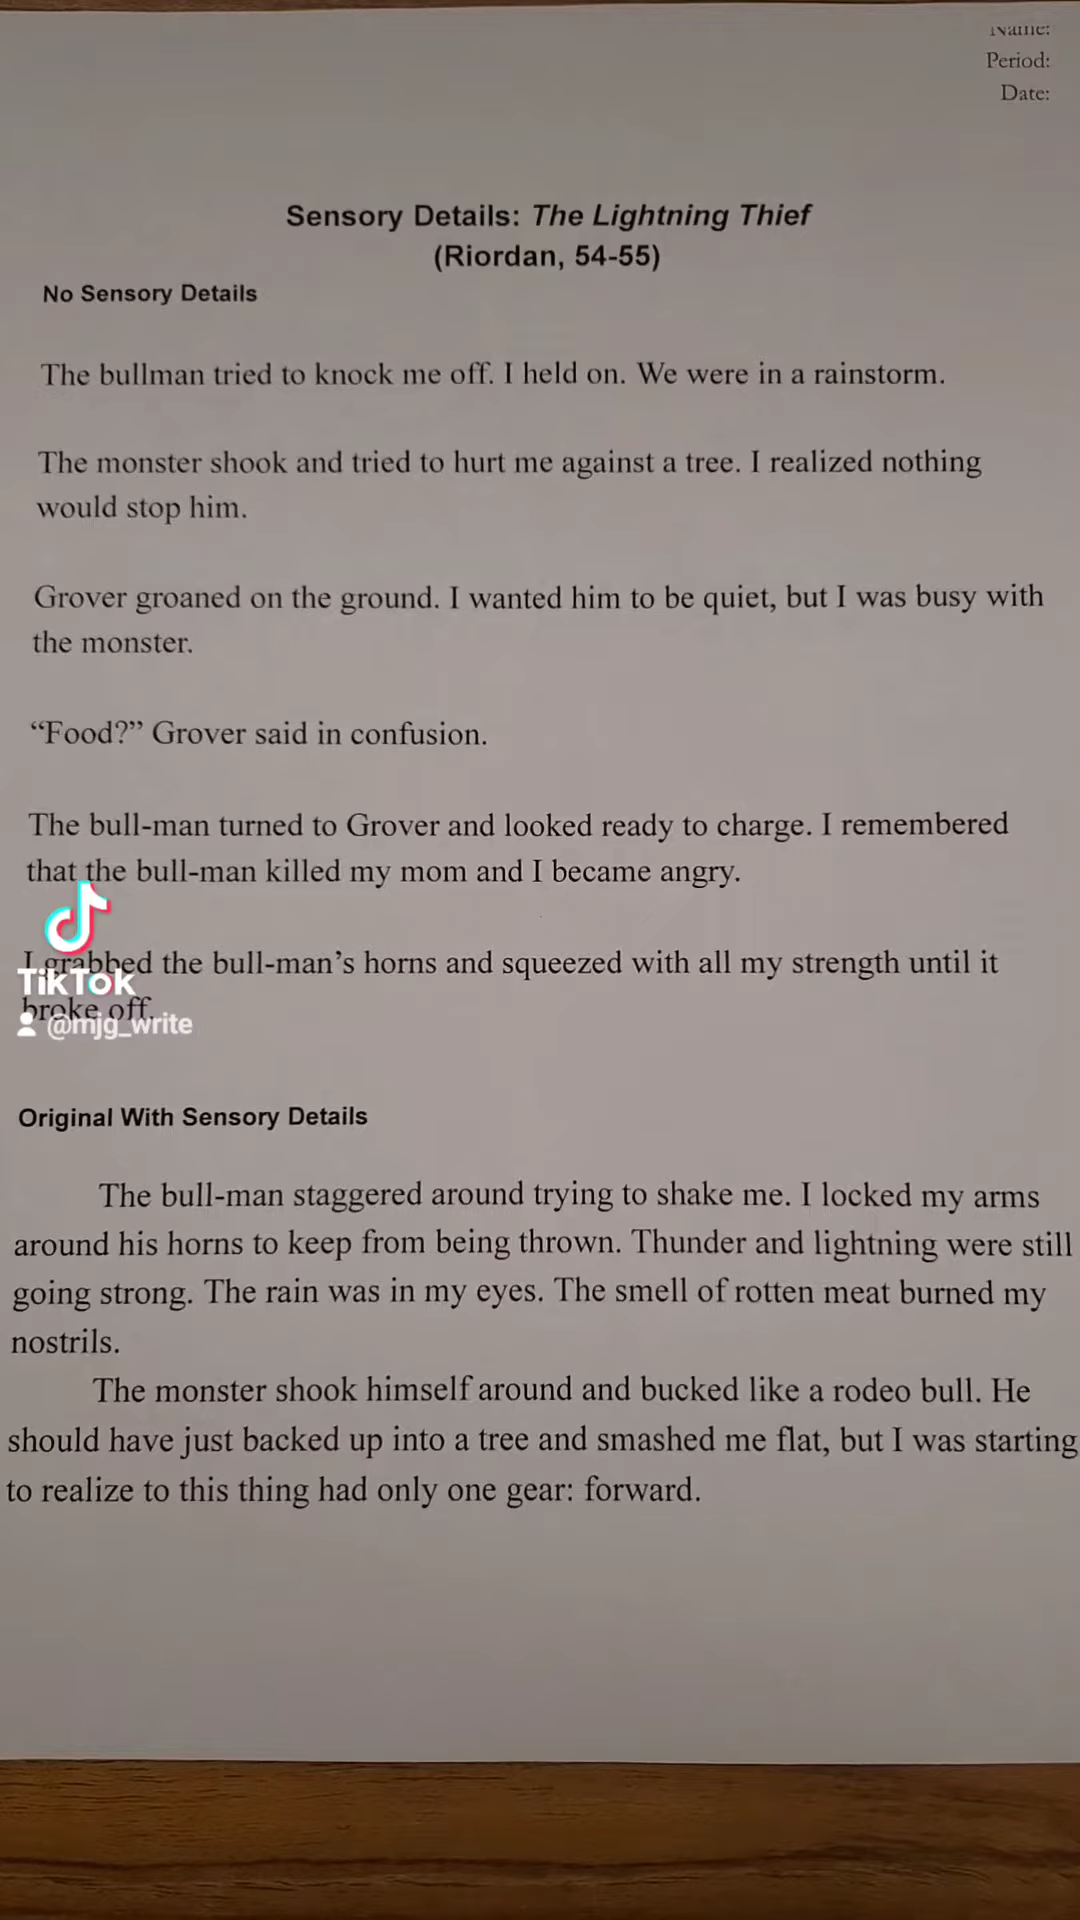 Name:
Period:
Date:
Sensory Details: The Lightning Thief
(Riordan, 54-55)
No Sensory Details
The bullman tried to knock me off. I held on. We were in a rainstorm.
The monster shook and tried to hurt me against a tree. I realized nothing
would stop him.
Grover groaned on the ground. I wanted him to be quiet, but I was busy with
the monster.
“Food?” Grover said in confusion.
The bull-man turned to Grover and looked ready to charge. I remembered
that the bull-man killed my mom and I became angry.
I grabbed the bull-man’s horns and squeezed with all my strength until it
broke off.
TikTok
@mjg_write
Original With Sensory Details
The bull-man staggered around trying to shake me. I locked my arms
around his horns to keep from being thrown. Thunder and lightning were still
going strong. The rain was in my eyes. The smell of rotten meat burned my
nostrils.
The monster shook himself around and bucked like a rodeo bull. He
should have just backed up into a tree and smashed me flat, but I was starting
to realize to this thing had only one gear: forward.